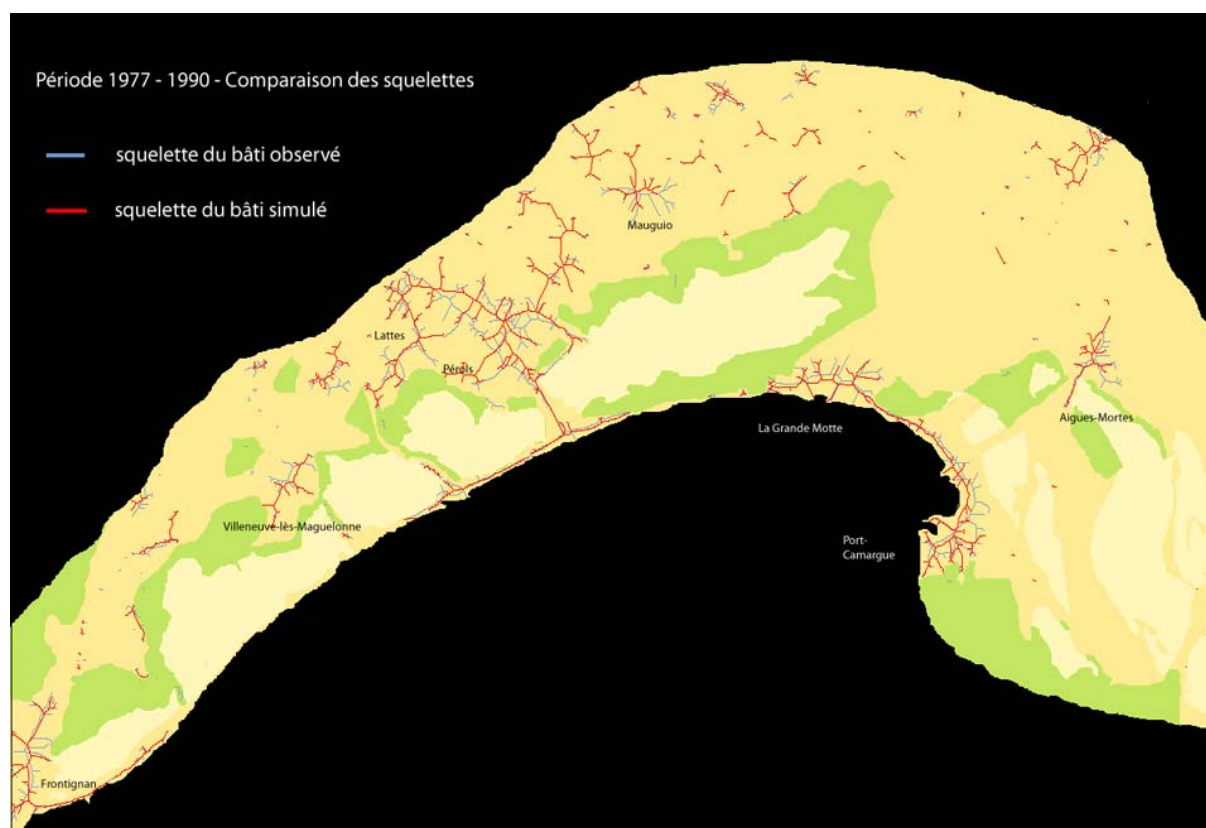 Période 1977 - 1990 - Comparaison des squelettes
squelette du bâti observé
squelette du bâti simulé
Mauguio
Lattes
Pérols
La Grande Motte
Aigues-Mortes
Villeneuve-lès-Maguelonne
Port-
Camargue
Frontignan